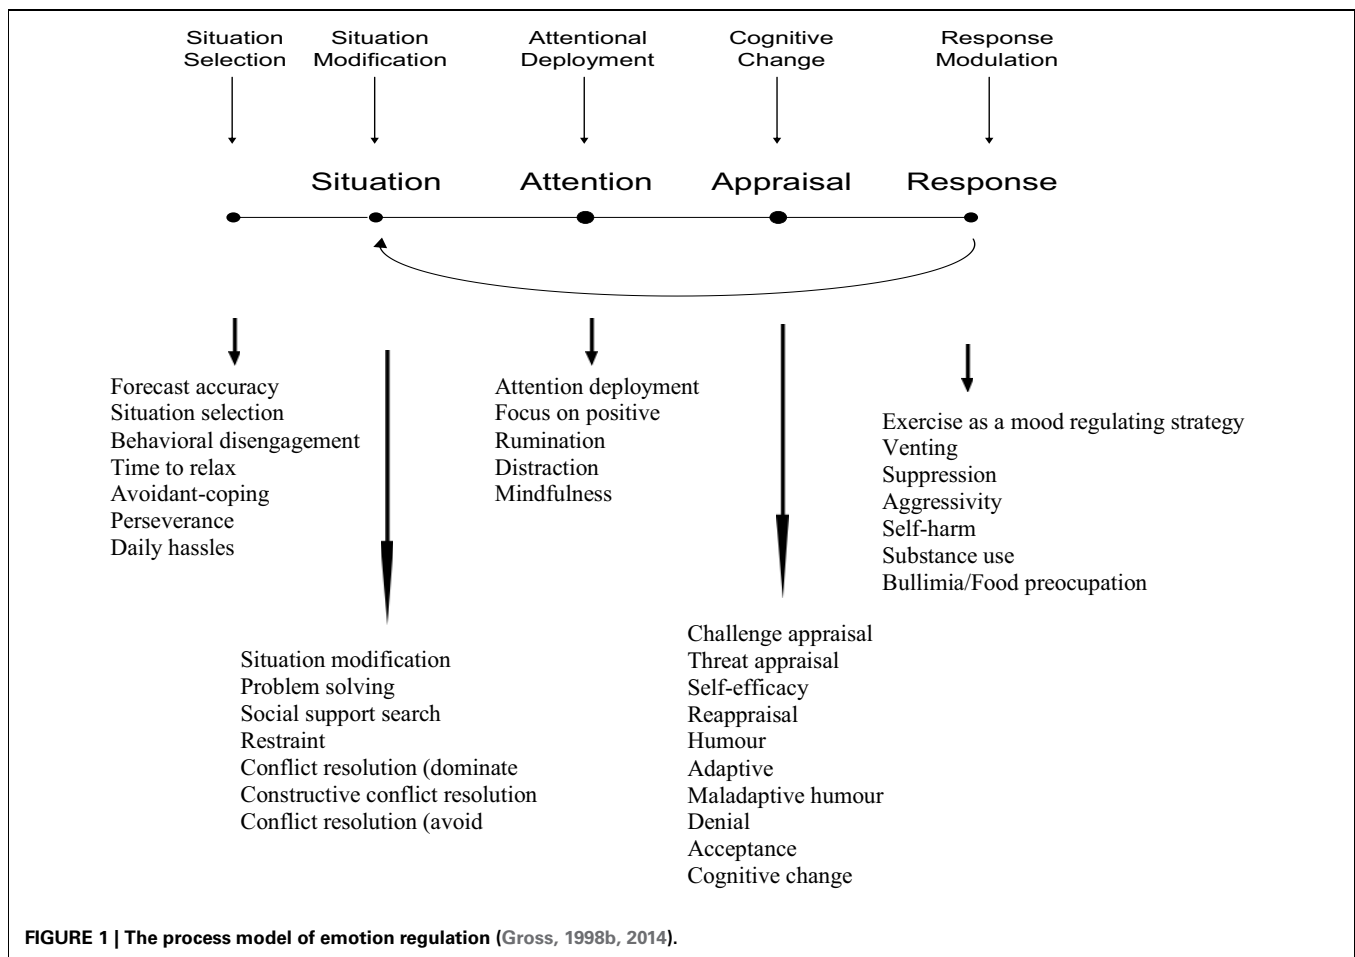 Situation
Selection
Situation
Modification
Attentional
Deployment
Cognitive
Change
Response
Modulation
Situation
Attention
Appraisal
Response
Forecast accuracy
Situation selection
Behavioral disengagement
Time to relax
Avoidant-coping
Perseverance
Daily hassles
Situation modification
Problem solving
Social support search
Restraint
Conflict resolution (dominate
Constructive conflict resolution
Conflict resolution (avoid
Attention deployment
Focus on positive
Rumination
Distraction
Mindfulness
Challenge appraisal
Threat appraisal
Self-efficacy
Reappraisal
Humour
Adaptive
Maladaptive humour
Denial
Acceptance
Cognitive change
Exercise as a mood regulating strategy
Venting
Suppression
Aggressivity
Self-harm
Substance use
Bullimia/Food preocupation
FIGURE 1 | The process model of emotion regulation (Gross, 1998b, 2014).